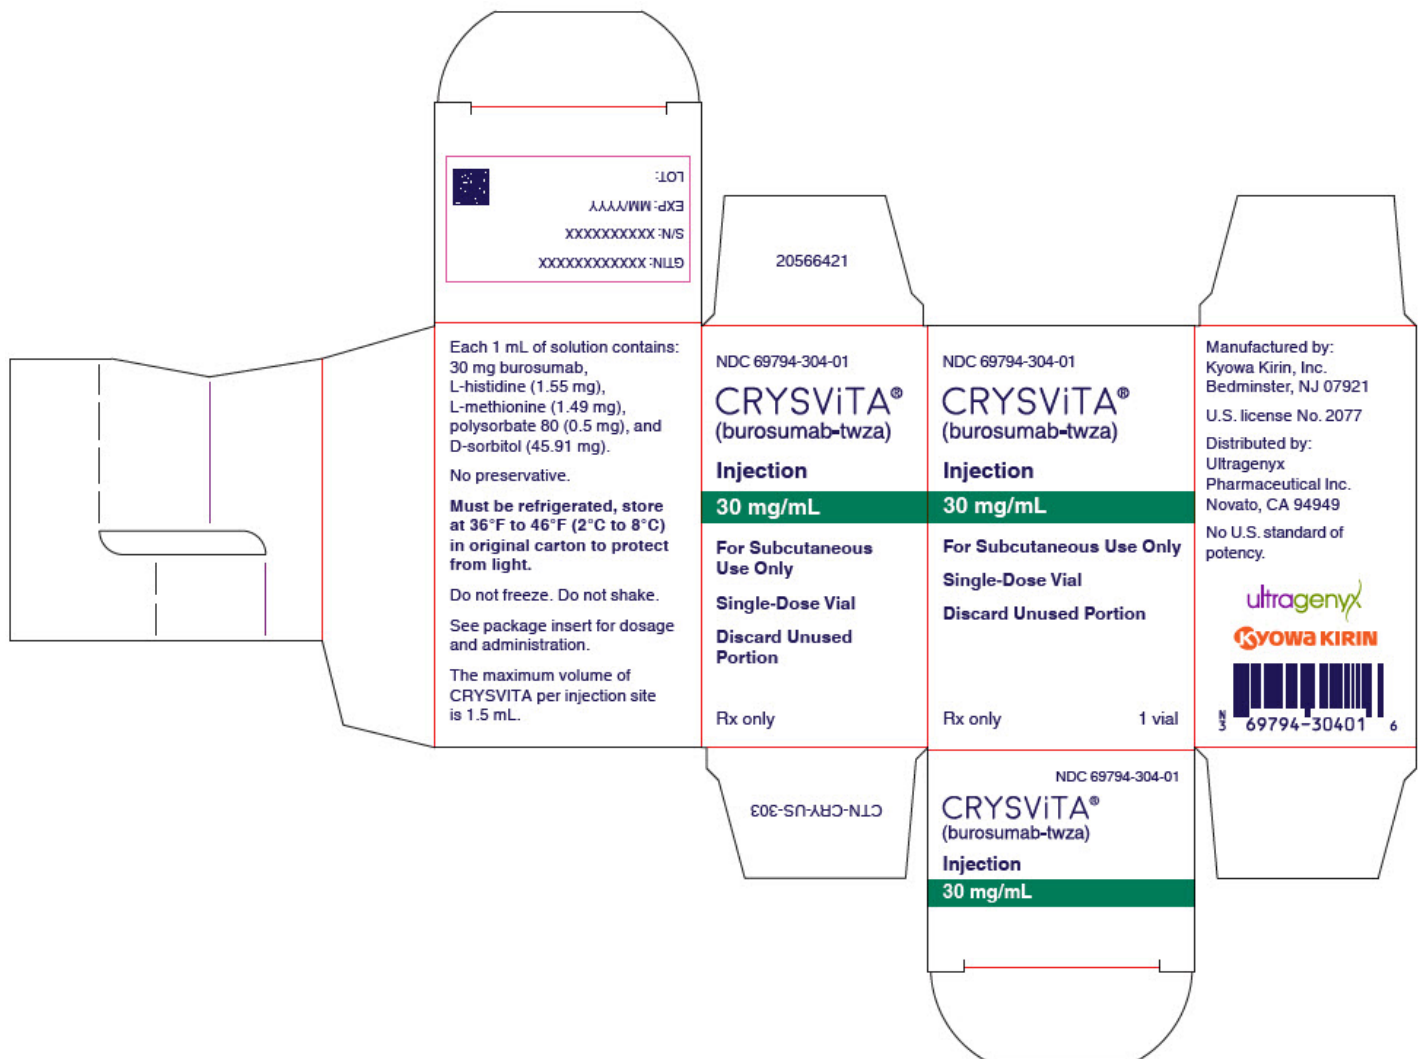 LOT:
EXP: MM/YYYY
S/N: XXXXXXXXXX
GTIN: XXXXXXXXXXXXX
Each 1 mL of solution contains:
30 mg burosumab,
L-histidine (1.55 mg),
L-methionine (1.49 mg),
polysorbate 80 (0.5 mg), and
D-sorbitol (45.91 mg).
No preservative.
Must be refrigerated, store
at 36°F to 46°F (2°C to 8°C)
in original carton to protect
from light.
Do not freeze. Do not shake.
See package insert for dosage
and administration.
The maximum volume of
CRYSVITA per injection site
is 1.5 mL.
20566421
NDC 69794-304-01
CRYSViTA®
(burosumab-twza)
Injection
30 mg/mL
For Subcutaneous
Use Only
Single-Dose Vial
Discard Unused
Portion
Rx only
CTN-CRY-US-303
NDC 69794-304-01
CRYSViTA®
(burosumab-twza)
Injection
30 mg/mL
For Subcutaneous Use Only
Single-Dose Vial
Discard Unused Portion
Rx only 1 vial
NDC 69794-304-01
CRYSViTA®
(burosumab-twza)
Injection
30 mg/mL
Manufactured by:
Kyowa Kirin, Inc.
Bedminster, NJ 07921
U.S. license No. 2077
Distributed by:
Ultragenyx
Pharmaceutical Inc.
Novato, CA 94949
No U.S. standard of
potency.
ultragenyx
KYOWA KIRIN
N
3 69794-30401 6